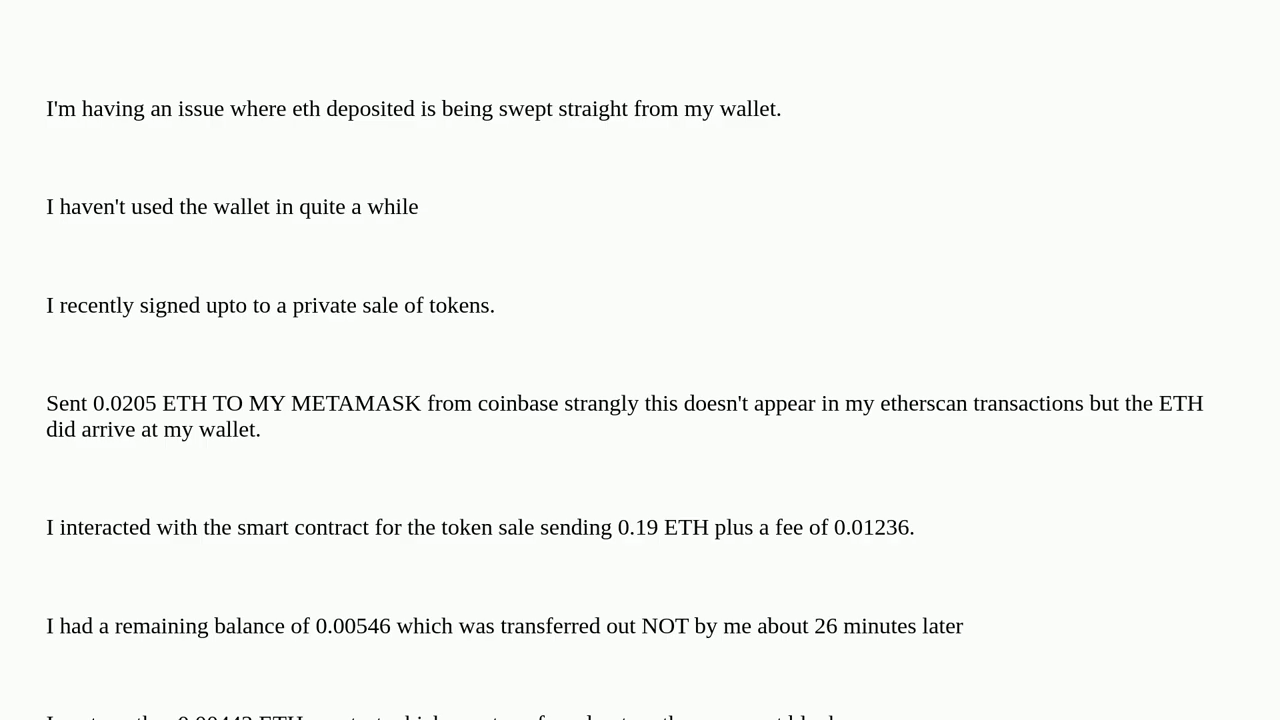 I'm having an issue where eth deposited is being swept straight from my wallet.
I haven't used the wallet in quite a while
I recently signed upto to a private sale of tokens.
Sent 0.0205 ETH TO MY METAMASK from coinbase strangly this doesn't appear in my etherscan transactions but the ETH
did arrive at my wallet.
I interacted with the smart contract for the token sale sending 0.19 ETH plus a fee of 0.01236.
I had a remaining balance of 0.00546 which was transferred out NOT by me about 26 minutes later